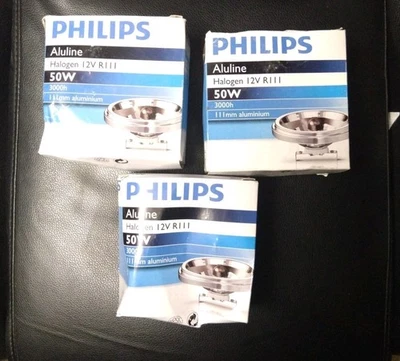 PHILIPS
Aluline
Halogen 12V R111
50W
3000h
111mm aluminium
PHILIPS
Aluline
Halogen 12V R111
50W
3000h
111mm aluminium
PHILIPS
Aluline
Halogen 12V R111
50W
111mm aluminium